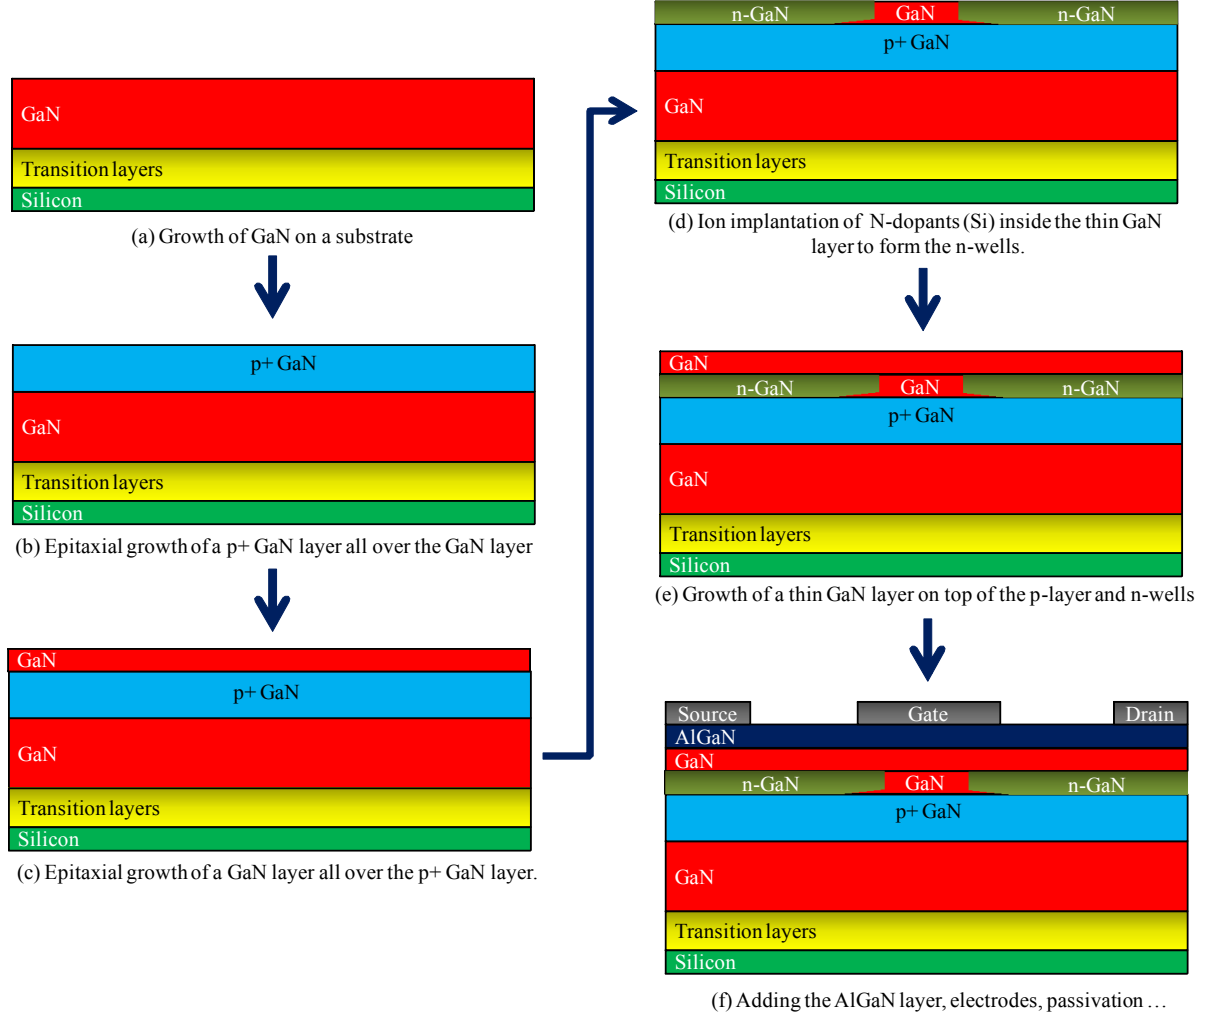 GaN
Transition layers
Silicon
(a) Growth of GaN on a substrate
p+ GaN
GaN
Transition layers
Silicon
(b) Epitaxial growth of a p+ GaN layer all over the GaN layer
GaN
p+ GaN
GaN
Transition layers
Silicon
(c) Epitaxial growth of a GaN layer all over the p+ GaN layer.
n-GaN GaN n-GaN
p+ GaN
GaN
Transition layers
Silicon
(d) Ion implantation of N-dopants (Si) inside the thin GaN
layer to form the n-wells.
GaN
n-GaN GaN n-GaN
p+ GaN
GaN
Transition layers
Silicon
(e) Growth of a thin GaN layer on top of the p-layer and n-wells
Source Gate Drain
AlGaN
GaN
n-GaN GaN n-GaN
p+ GaN
GaN
Transition layers
Silicon
(f) Adding the AlGaN layer, electrodes, passivation …